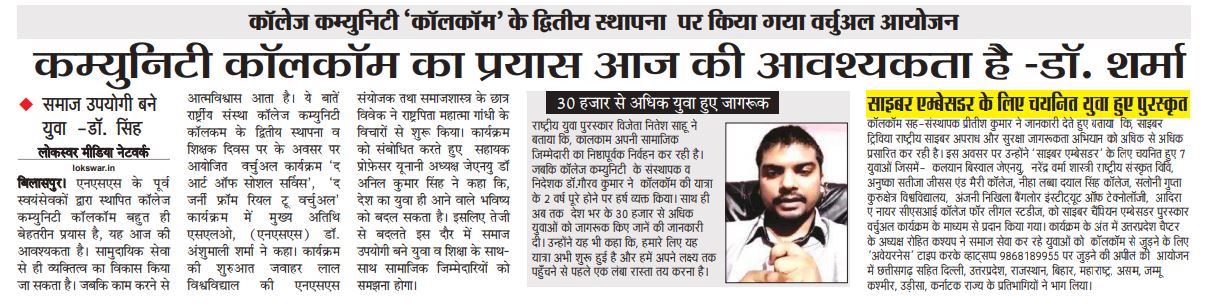 कॉलेज कम्युनिटी ‘कॉलकॉम’ के द्वितीय स्थापना पर किया गया वर्चुअल आयोजन
कम्युनिटी कॉलकॉम का प्रयास आज की आवश्यकता है -डॉ. शर्मा
◆ समाज उपयोगी बने
युवा -डॉ. सिंह
लोकस्वर मीडिया नेटवर्क
lokswar.in
बिलासपुर। एनएसएस के पूर्व
स्वयंसेवकों द्वारा स्थापित कॉलेज
कम्युनिटी कॉलकॉम बहुत ही
बेहतरीन प्रयास है, यह आज की
आवश्यकता है। सामुदायिक सेवा
से ही व्यक्तित्व का विकास किया
जा सकता है। जबकि काम करने से
आत्मविश्वास आता है। ये बातें
राष्ट्रीय संस्था कॉलेज कम्युनिटी
कॉलकम के द्वितीय स्थापना व
शिक्षक दिवस पर के अवसर पर
आयोजित वर्चुअल कार्यक्रम ‘द
आर्ट ऑफ सोशल सर्विस’, ‘द
जर्नी फ्रॉम रियल टू वर्चुअल’
कार्यक्रम में मुख्य अतिथि
एसएलओ, (एनएसएस) डॉ.
अंशुमाली शर्मा ने कहा। कार्यक्रम
की शुरुआत जवाहर लाल
विश्वविद्यालय की एनएसएस
संयोजक तथा समाजशास्त्र के छात्र
विवेक ने राष्ट्रपिता महात्मा गांधी के
विचारों से शुरू किया। कार्यक्रम
को संबोधित करते हुए सहायक
प्रोफेसर यूनानी अध्यक्ष जेएनयु डॉ
अनिल कुमार सिंह ने कहा कि,
देश का युवा ही आने वाले भविष्य
को बदल सकता है। इसलिए तेजी
से बदलते इस दौर में समाज
उपयोगी बने युवा व शिक्षा के साथ-
साथ सामाजिक जिम्मेदारियों को
समझना होगा।
30 हजार से अधिक युवा हुए जागरूक
राष्ट्रीय युवा पुरस्कार विजेता नितेश साहू ने
बताया कि, कालकाम अपनी सामाजिक
जिम्मेदारी का निष्ठापूर्वक निर्वहन कर रही है।
जबकि कॉलेज कम्युनिटी के संस्थापक व
निदेशक डॉ.गौरव कुमार ने कॉलकॉम की यात्रा
के 2 वर्ष पूरे होने पर हर्ष व्यक्त किया। साथ ही
अब तक देश भर के 30 हजार से अधिक
युवाओं को जागरूक किए जाने की जानकारी
दी। उन्होंने यह भी कहा कि, हमारे लिए यह
यात्रा अभी शुरू हुई है और हमें अपने लक्ष्य तक
पहुँचने से पहले एक लंबा रास्ता तय करना है।
साइबर एम्बेसडर के लिए चयनित युवा हुए पुरस्कृत
कॉलकॉम सह-संस्थापक प्रीतीश कुमार ने जानकारी देते हुए बताया कि, साइबर
ट्रिविया राष्ट्रीय साइबर अपराध और सुरक्षा जागरूकता अभियान को अधिक से अधिक
प्रसारित कर रही है। इस अवसर पर उन्होंने ‘साइबर एम्बेसडर’ के लिए चयनित हुए 7
युवाओं जिसमें- कलयान बिस्वाल जेएनयु, नरेद्र वर्मा शास्त्री राष्ट्रीय संस्कृत विवि,
अनुष्का सतीजा जीसस एंड मैरी कॉलेज, नीहा लब्बा दयाल सिंह कॉलेज, सलोनी गुप्ता
कुरुक्षेत्र विश्वविद्यालय, अंजनी निखिला बैंगलोर इंस्टीट्यूट ऑफ टेक्नोलॉजी, आदिरा
ए नायर सीएसआई कॉलेज फॉर लीगल स्टडीज, को साइबर चैंपियन एम्बेसडर पुरस्कार
वर्चुअल कार्यक्रम के माध्यम से प्रदान किया गया। कार्यक्रम के अंत में उत्तरप्रदेश चैप्टर
के अध्यक्ष रोहित कश्यप ने समाज सेवा कर रहे युवाओं को कॉलकॉम से जुड़ने के लिए
‘अवेयरनेस’ टाइप करके व्हाट्सप्प 9868189955 पर जुड़ने की अपील की आयोजन
में छत्तीसगढ़ सहित दिल्ली, उत्तरप्रदेश, राजस्थान, बिहार, महाराष्ट्र, असम, जम्मू
कश्मीर, उड़ीसा, कर्नाटक राज्य के प्रतिभागियों ने भाग लिया।